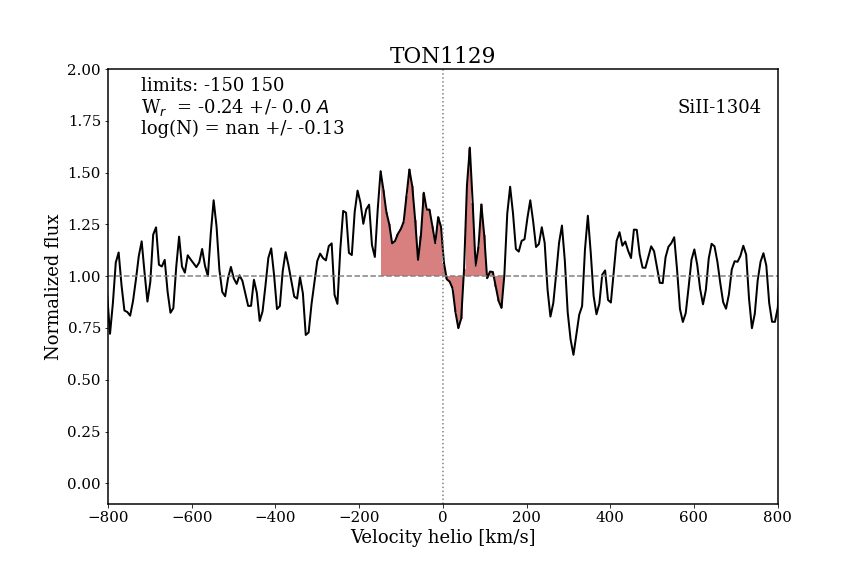 TON1129
limits: -150 150
Wr = -0.24 +/- 0.0 A
log(N) = nan +/- -0.13
SiII-1304
2.00
1.75
1.50
1.25
1.00
0.75
0.50
0.25
0.00
Normalized flux
−800 −600 −400 −200 0 200 400 600 800
Velocity helio [km/s]